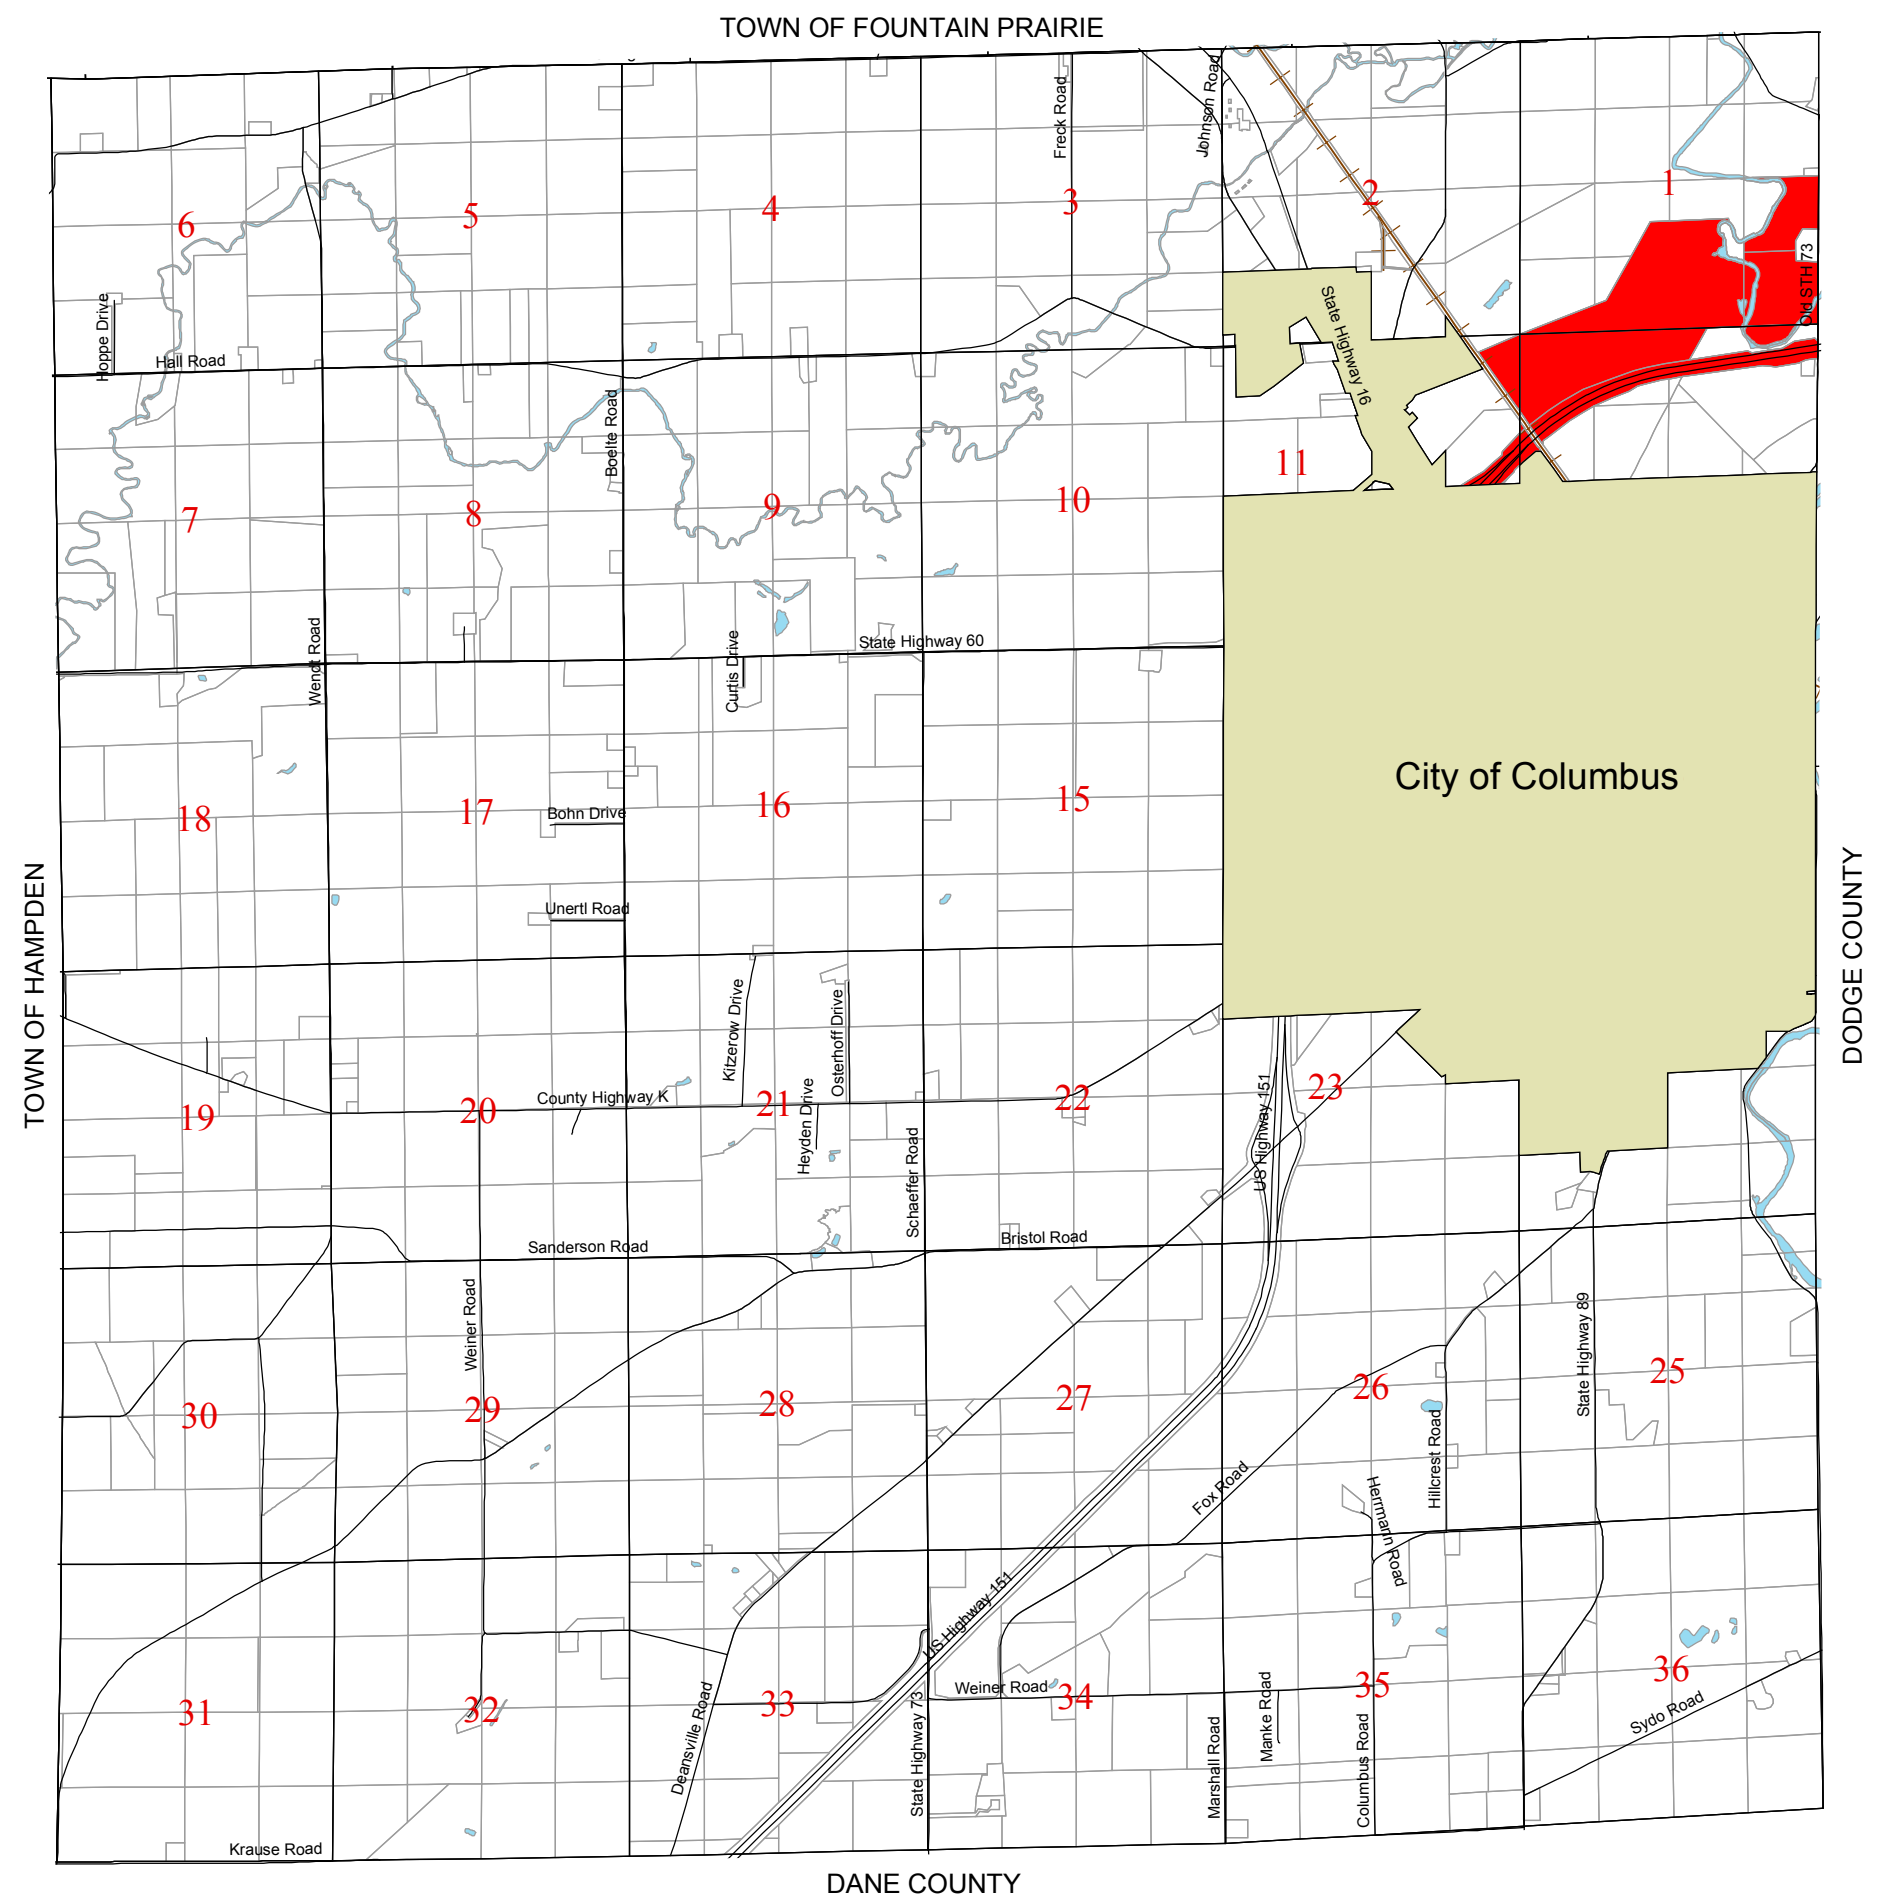 TOWN OF FOUNTAIN PRAIRIE
Freck Road
Johnson Road
6
5
4
3
2
1
Hoppe Drive
Hall Road
State Highway 16
Old STH 73
Boelte Road
7
8
9
10
11
Wendt Road
Curtis Drive
State Highway 60
City of Columbus
18
17
16
15
Bohn Drive
Unertl Road
TOWN OF HAMPDEN
DODGE COUNTY
Kitzerow Drive
Osterhoff Drive
County Highway K
Heyden Drive
Schaeffer Road
US Highway 151
19
20
21
22
23
Sanderson Road
Bristol Road
Weiner Road
State Highway 89
30
29
28
27
26
25
Fox Road
Hillcrest Road
Herrmann Road
US Highway 151
Weiner Road
31
32
33
34
35
36
Deansville Road
State Highway 73
Marshall Road
Manke Road
Columbus Road
Sydo Road
Krause Road
DANE COUNTY